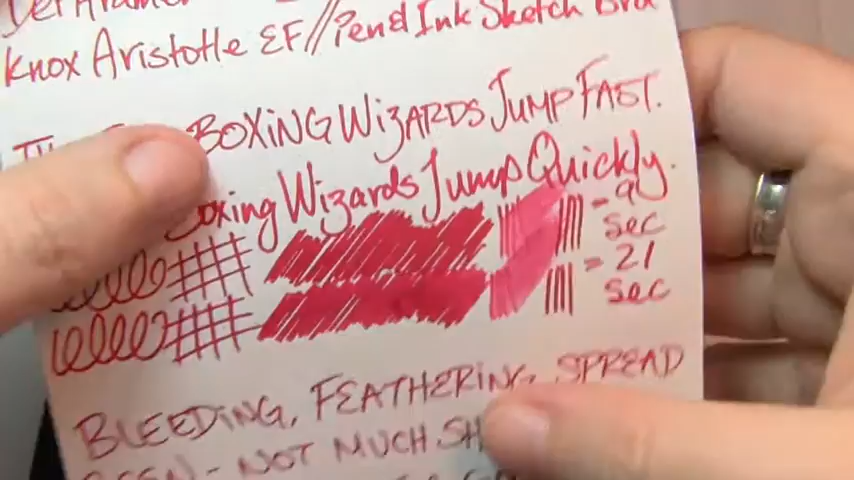 Knox Aristotle EF//Pen & Ink Sketch
Boxing Wizards Jump Fast.
Boxing Wizards Jump Quickly.
- 9
sec
= 21
sec
Bleeding, Feathering, Spread
- Not much